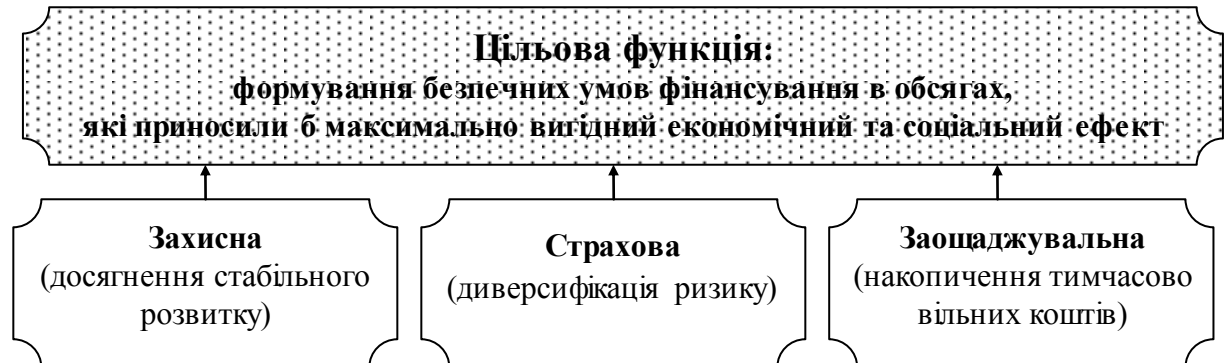 Цільова функція:
формування безпечних умов фінансування в обсягах,
які приносили б максимально вигідний економічний та соціальний ефект
Захисна
(досягнення стабільного
розвитку)
Страхова
(диверсифікація ризику)
Заощаджувальна
(накопичення тимчасово
вільних коштів)